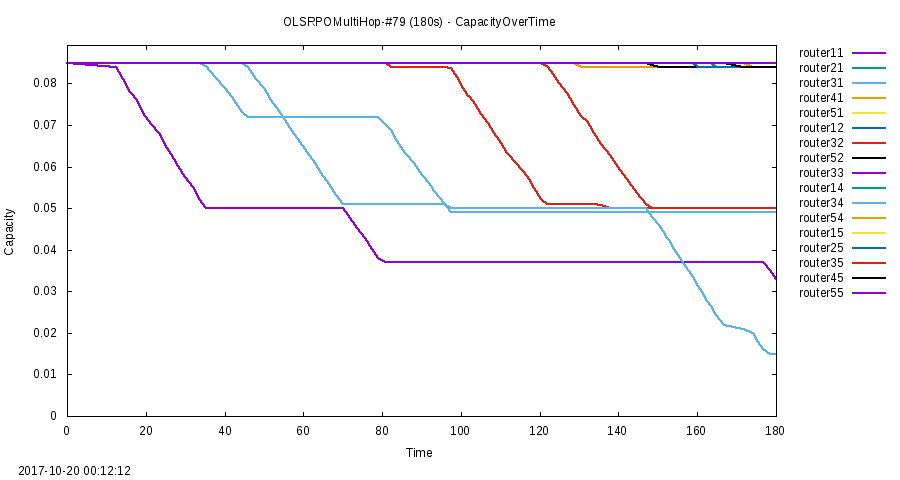 OLSRPOMultiHop-#79 (180s) - CapacityOverTime
router11
router21
router31
router41
router51
router12
router32
router52
router33
router14
router34
router54
router15
router25
router35
router45
router55
0.08
0.07
0.06
0.05
0.04
0.03
0.02
0.01
0
Capacity
0 20 40 60 80 100 120 140 160 180
Time
2017-10-20 00:12:12